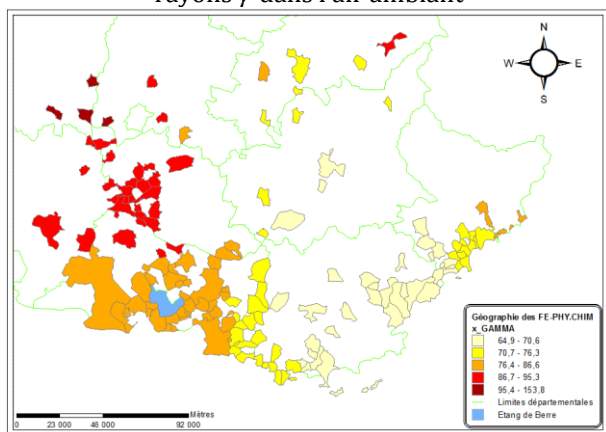 rayons γ dans l'air ambiant
N
W
E
S
Géographie des FE-PHY.CHIM
x_GAMMA
64,9 - 70,6
70,7 - 76,3
76,4 - 86,6
86,7 - 95,3
95,4 - 153,8
Limites départementales
Etang de Berre
Mètres
0 23 000 46 000 92 000